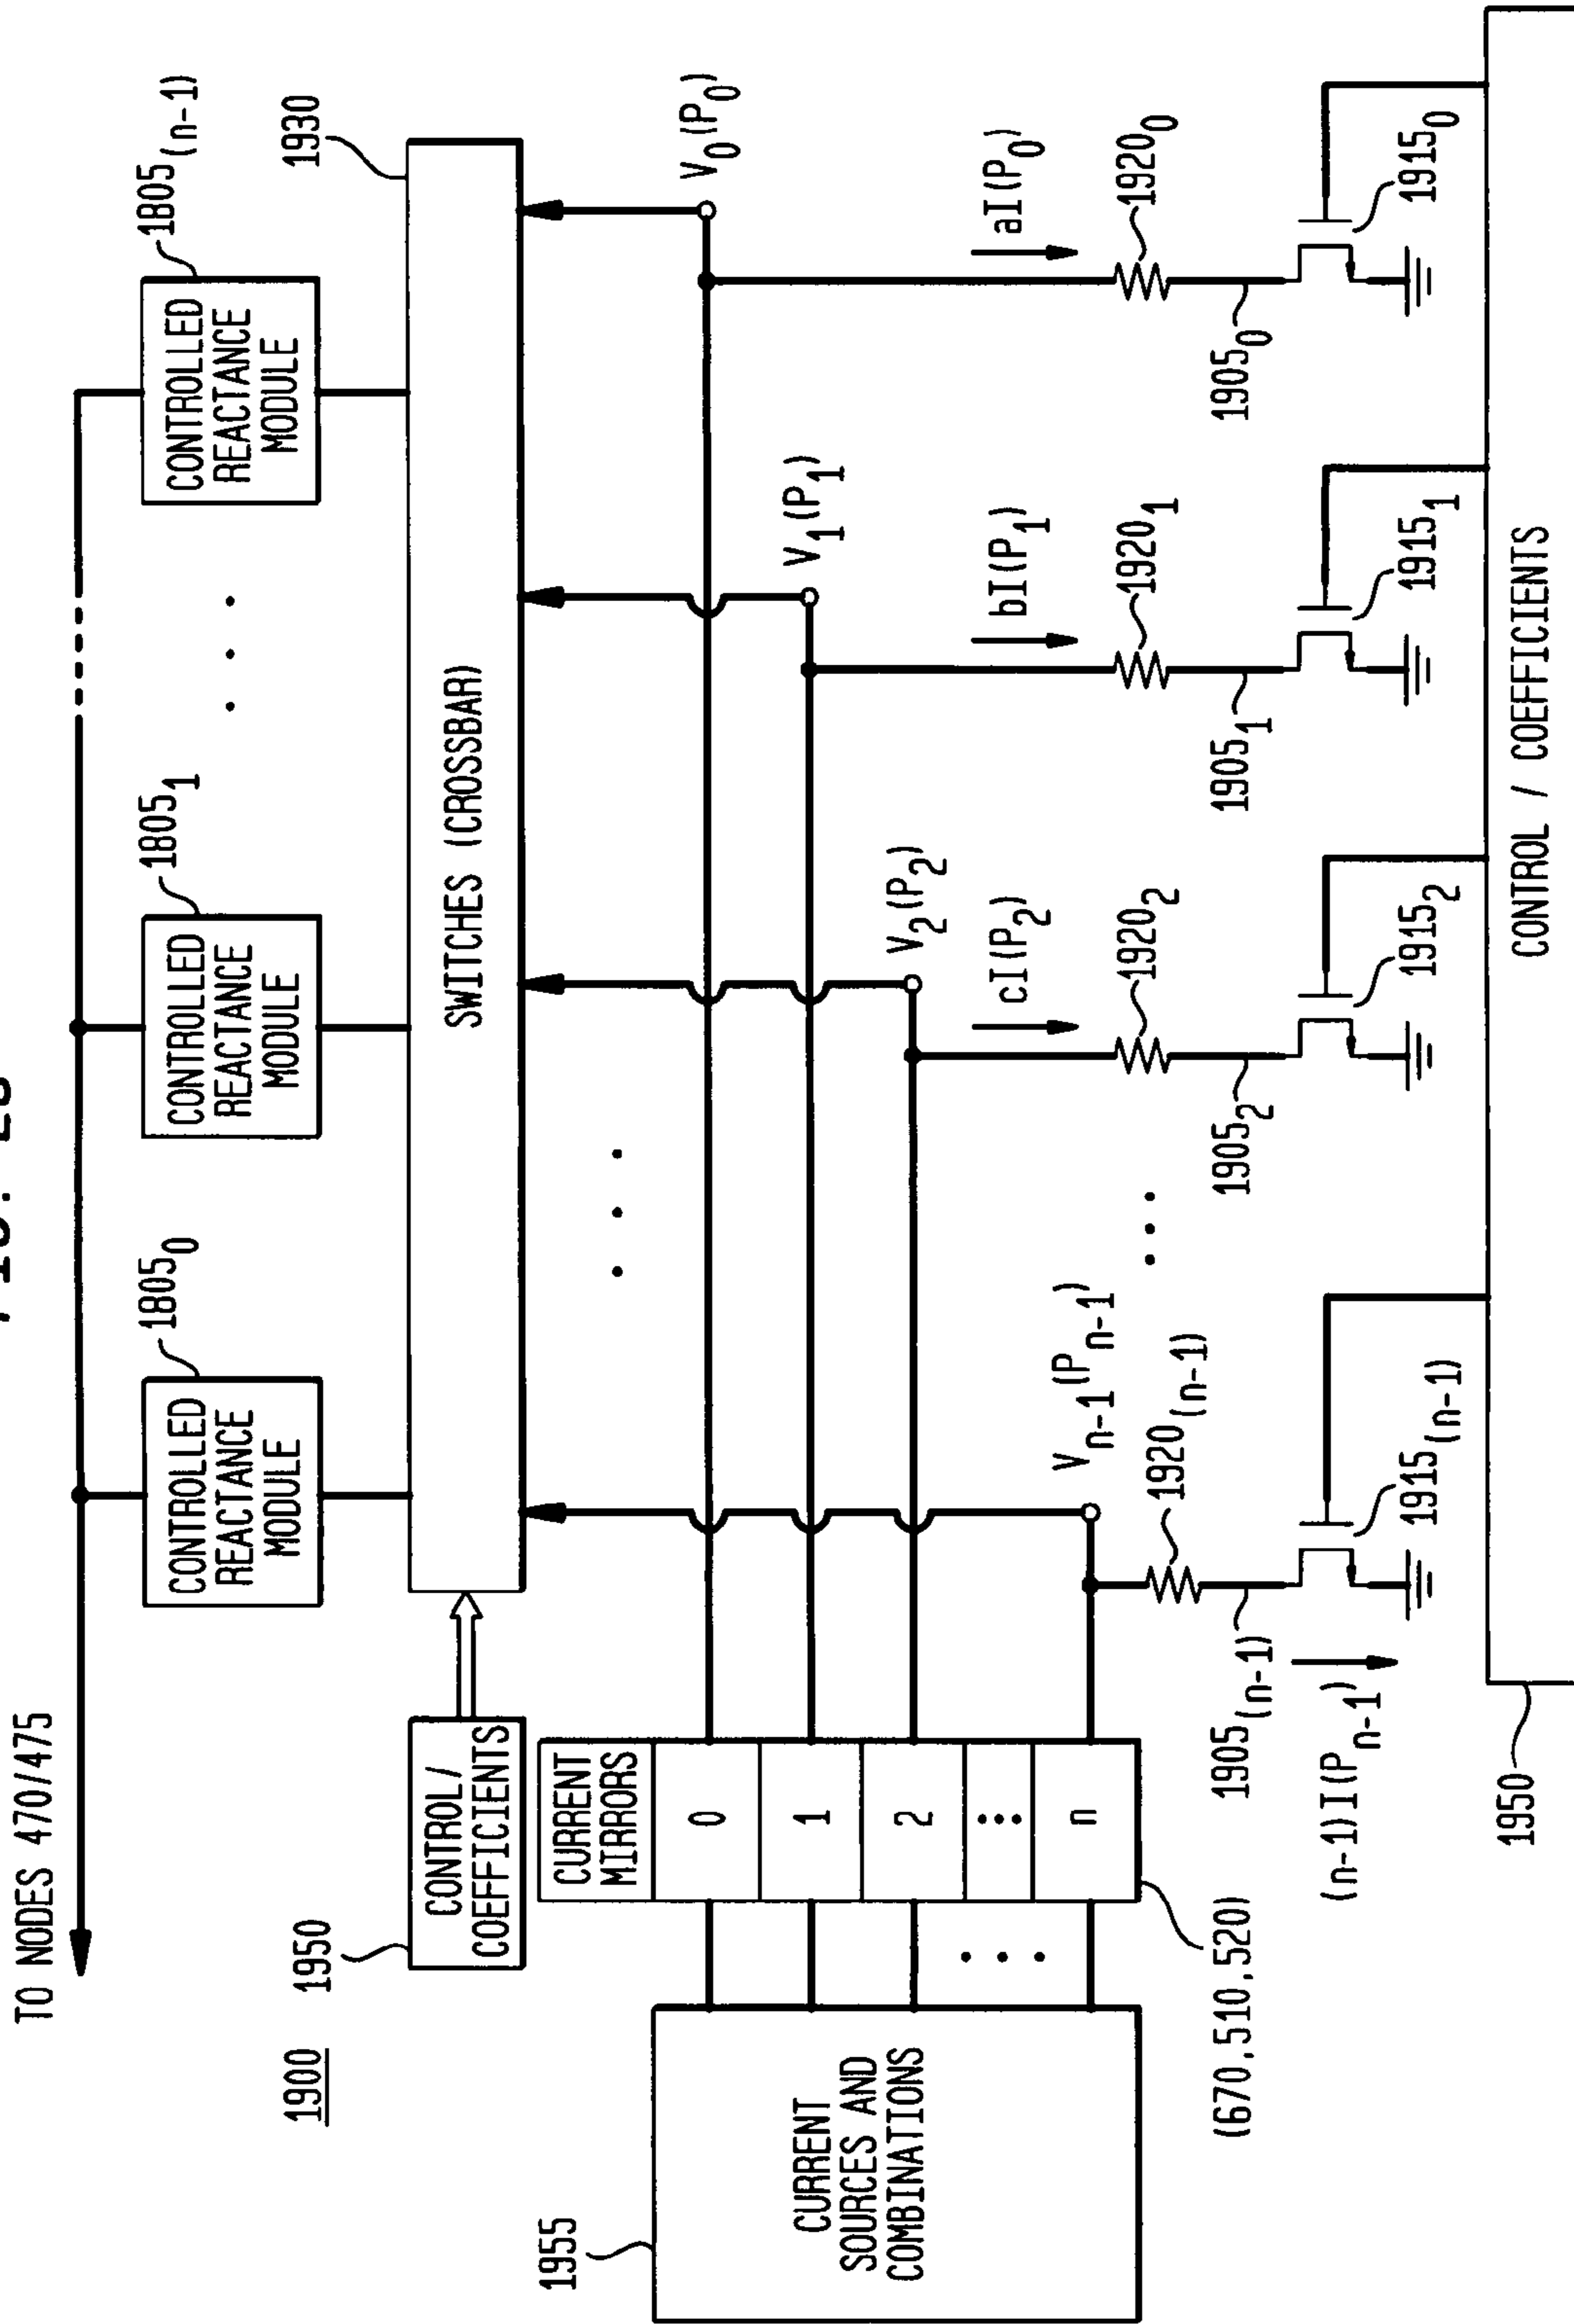 TO NODES 470/475
1805₀
1805₁
1805₍ₙ₋₁₎
CONTROLLED
REACTANCE
MODULE
CONTROLLED
REACTANCE
MODULE
. . .
CONTROLLED
REACTANCE
MODULE
1900
1950
1930
CONTROL/
COEFFICIENTS
SWITCHES (CROSSBAR)
1955
CURRENT
SOURCES AND
COMBINATIONS
CURRENT
MIRRORS
0
1
2
n
. . .
(670,510,520)
. . .
V₀(P₀)
V₁(P₁)
V₂(P₂)
Vₙ₋₁(Pₙ₋₁)
cI(P₂)
bI(P₁)
aI(P₀)
1920₍ₙ₋₁₎
. . .
1920₂
1920₁
1920₀
1905₍ₙ₋₁₎
1905₂
1905₁
1905₀
(n-1)I(Pₙ₋₁)
1915₍ₙ₋₁₎
1915₂
1915₁
1915₀
1950
CONTROL / COEFFICIENTS